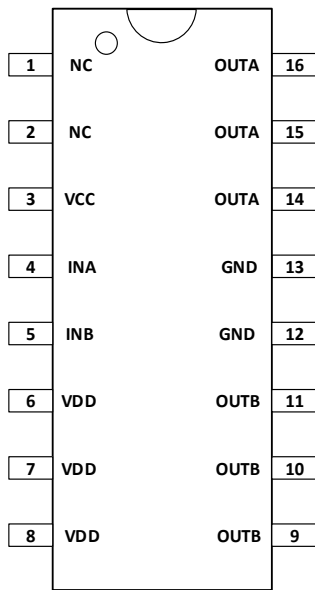 1 NC OUTA 16
2 NC OUTA 15
3 VCC OUTA 14
4 INA GND 13
5 INB GND 12
6 VDD OUTB 11
7 VDD OUTB 10
8 VDD OUTB 9